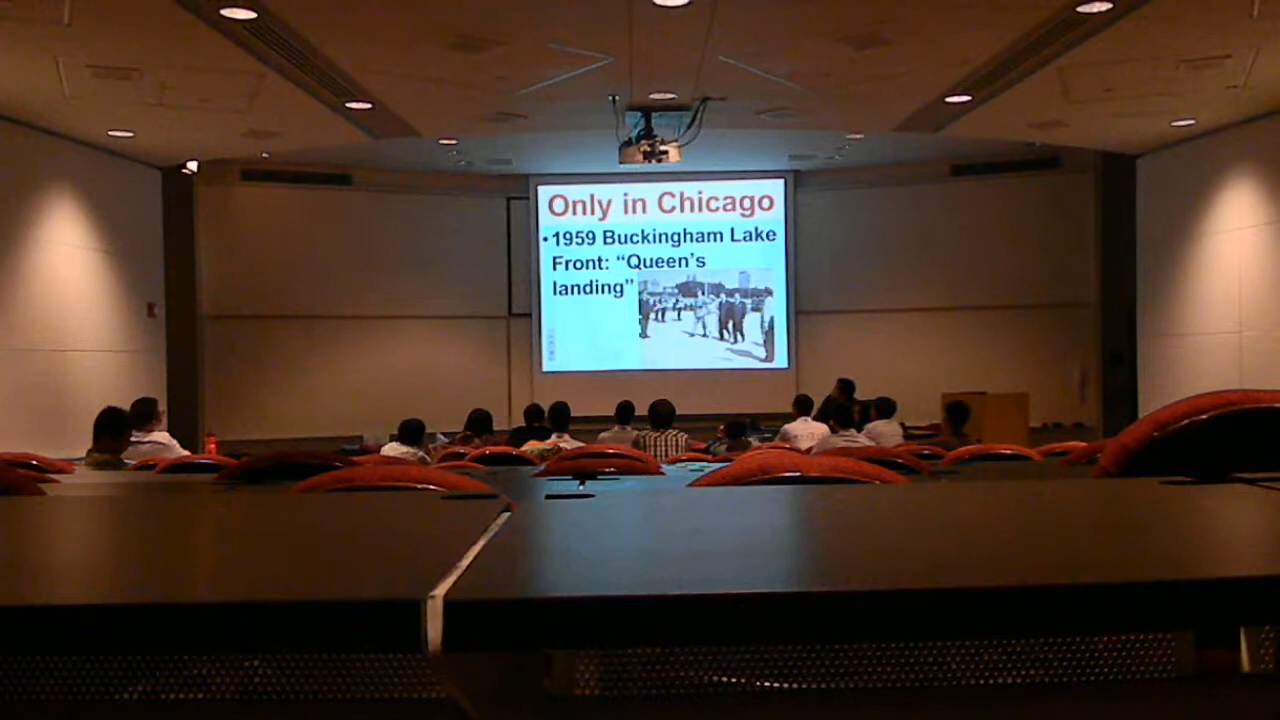 Only in Chicago
• 1959 Buckingham Lake
Front: “Queen’s
landing”